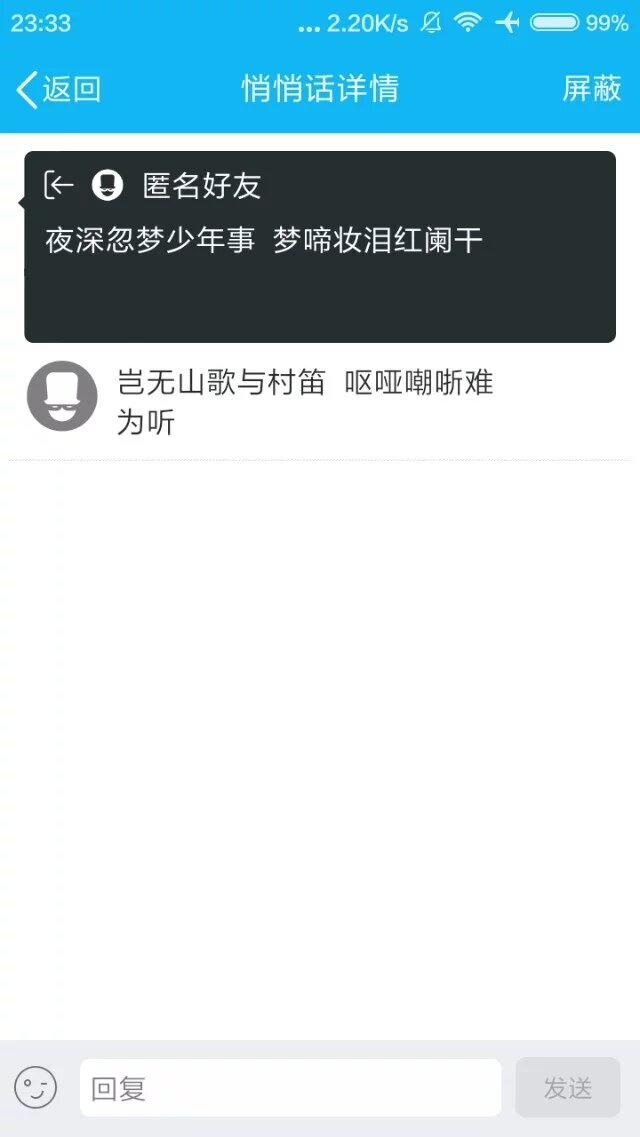 23:33 ... 2.20K/s 99%
返回 悄悄话详情 屏蔽
匿名好友
夜深忽梦少年事 梦啼妆泪红阑干
岂无山歌与村笛 呕哑嘲哳难
为听
回复 发送